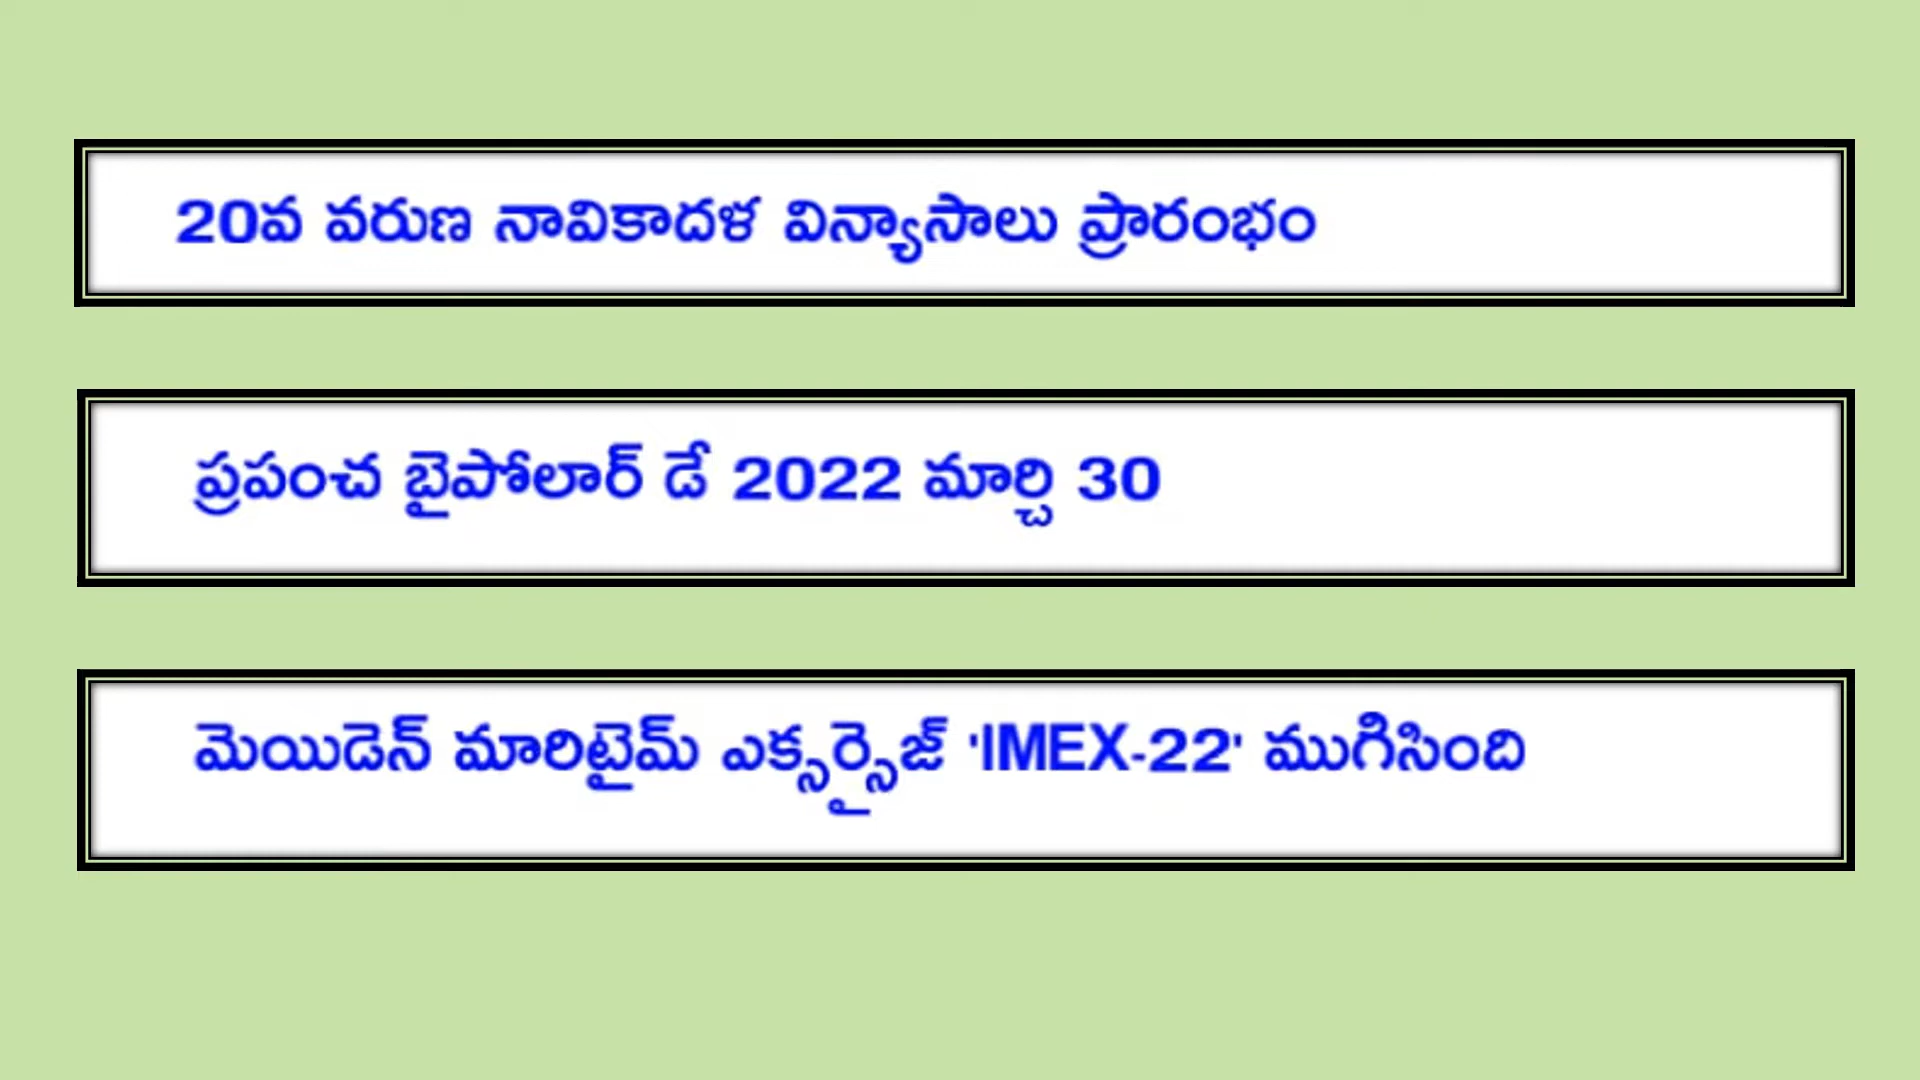 20వ వరుణ నావికాదళ విన్యాసాలు ప్రారంభం
ప్రపంచ బైపోలార్ డే 2022 మార్చి 30
మెయిడెన్ మారిటైమ్ ఎక్సర్సైజ్ 'IMEX-22' ముగిసింది